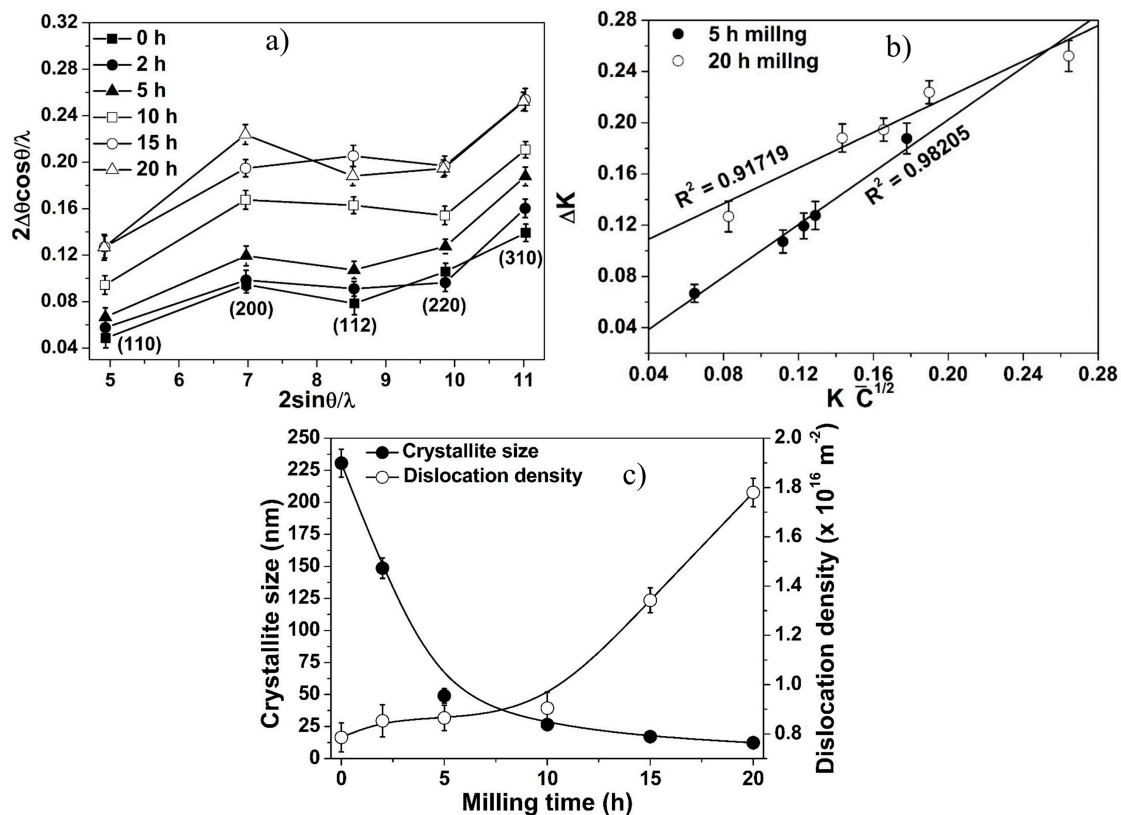 a)
0 h
2 h
5 h
10 h
15 h
20 h
0.32
0.28
0.24
0.20
0.16
0.12
0.08
0.04
2Δθcosθ/λ
(110)
(200)
(112)
(220)
(310)
5 6 7 8 9 10 11
2sinθ/λ
b)
5 h millng
20 h millng
0.28
0.24
0.20
0.16
0.12
0.08
0.04
ΔK
R² = 0.91719
R² = 0.98205
0.04 0.08 0.12 0.16 0.20 0.24 0.28
K C̄^1/2
c)
Crystallite size
Dislocation density
250
225
200
175
150
125
100
75
50
25
0
Crystallite size (nm)
2.0
1.8
1.6
1.4
1.2
1.0
0.8
Dislocation density (x 10¹⁶ m⁻²)
0 5 10 15 20
Milling time (h)